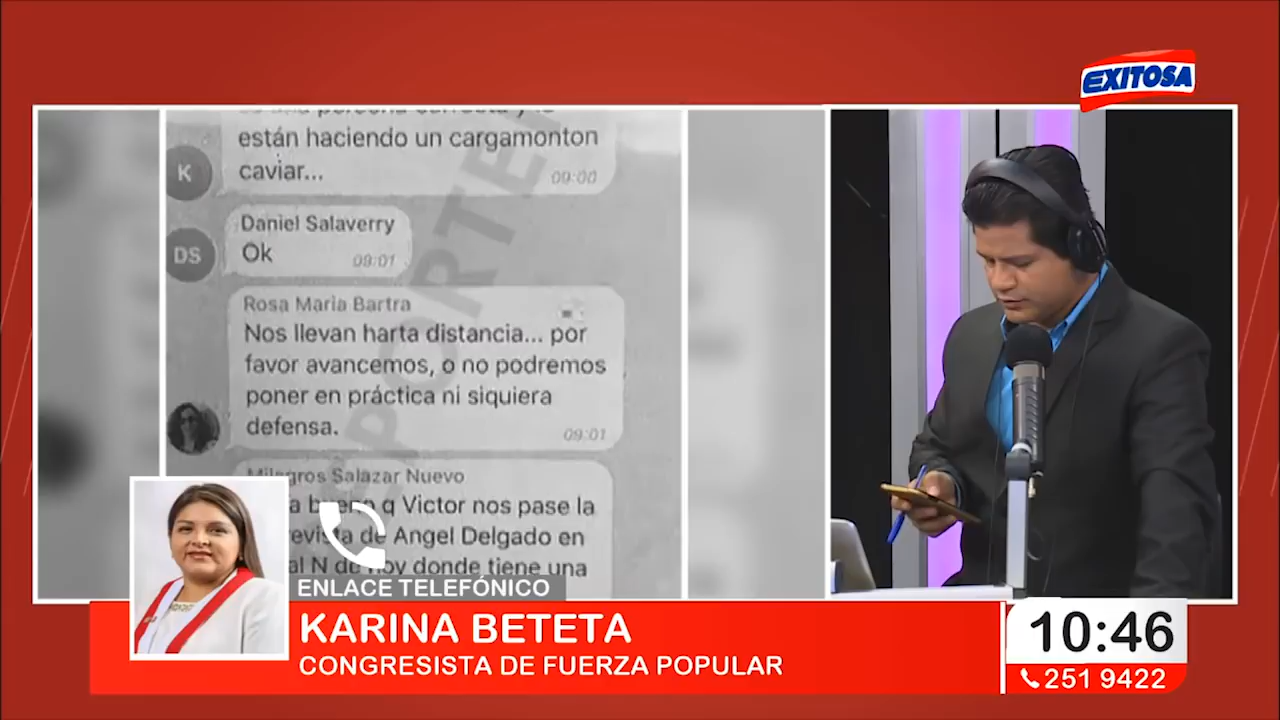 EXITOSA
están haciendo un cargamonton
caviar...
09:00
K
Daniel Salaverry
Ok
09:01
DS
Rosa Maria Bartra
Nos llevan harta distancia... por
favor avancemos, o no podremos
poner en práctica ni siquiera
defensa.
09:01
Milagros Salazar Nuevo
q Victor nos pase la
de Angel Delgado en
N de hoy donde tiene una
ENLACE TELEFÓNICO
KARINA BETETA
CONGRESISTA DE FUERZA POPULAR
10:46
251 9422